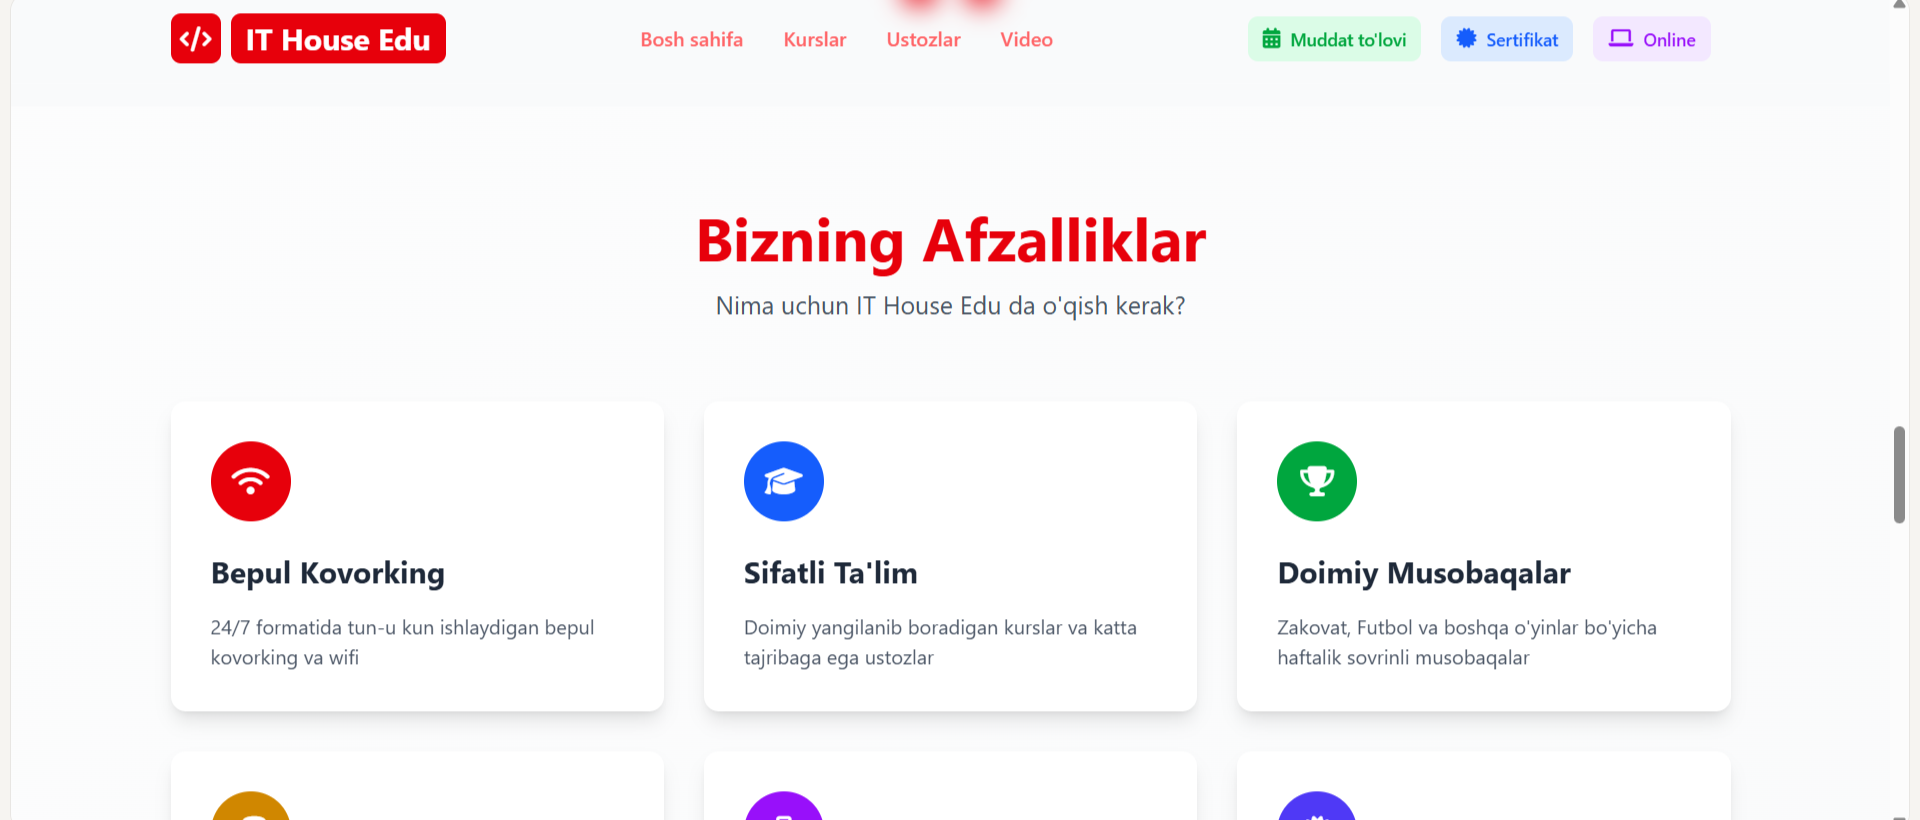 </> IT House Edu
Bosh sahifa Kurslar Ustozlar Video
Muddat to'lovi Sertifikat Online
Bizning Afzalliklar
Nima uchun IT House Edu da o'qish kerak?
Bepul Kovorking
24/7 formatida tun-u kun ishlaydigan bepul
kovorking va wifi
Sifatli Ta'lim
Doimiy yangilanib boradigan kurslar va katta
tajribaga ega ustozlar
Doimiy Musobaqalar
Zakovat, Futbol va boshqa o'yinlar bo'yicha
haftalik sovrinli musobaqalar